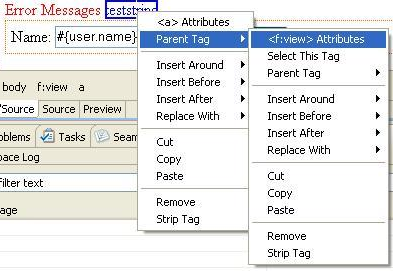 Error Messages teststring
Name: #{user.name}
body f:view a
/Source Source Preview
oblems Tasks Seam
pace Log
filter text
age
<a> Attributes
Parent Tag
Insert Around
Insert Before
Insert After
Replace With
Cut
Copy
Paste
Remove
Strip Tag
<f:view> Attributes
Select This Tag
Parent Tag
Insert Around
Insert Before
Insert After
Replace With
Cut
Copy
Paste
Remove
Strip Tag